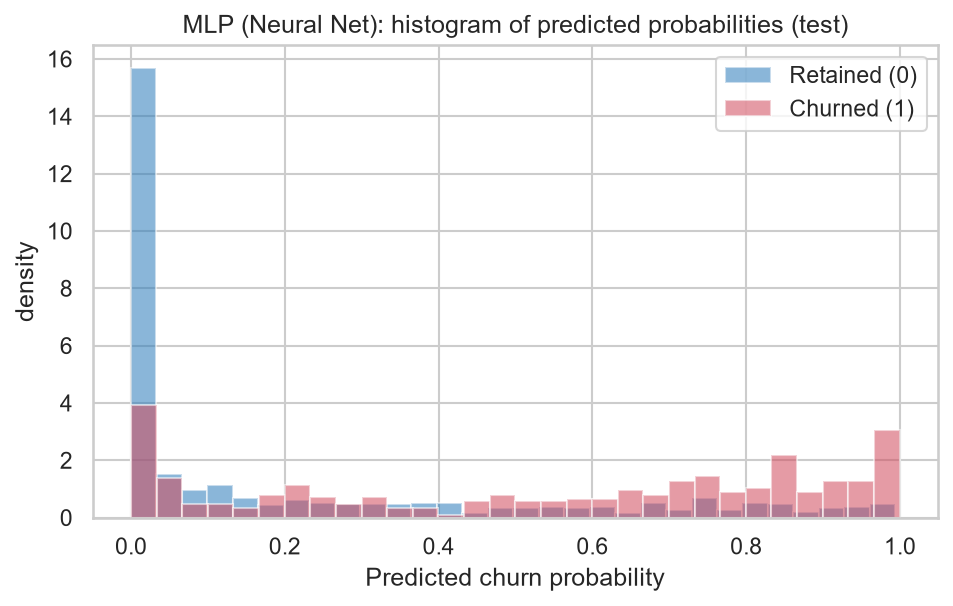 MLP (Neural Net): histogram of predicted probabilities (test)
Retained (0)
Churned (1)
density
16
14
12
10
8
6
4
2
0
0.0 0.2 0.4 0.6 0.8 1.0
Predicted churn probability